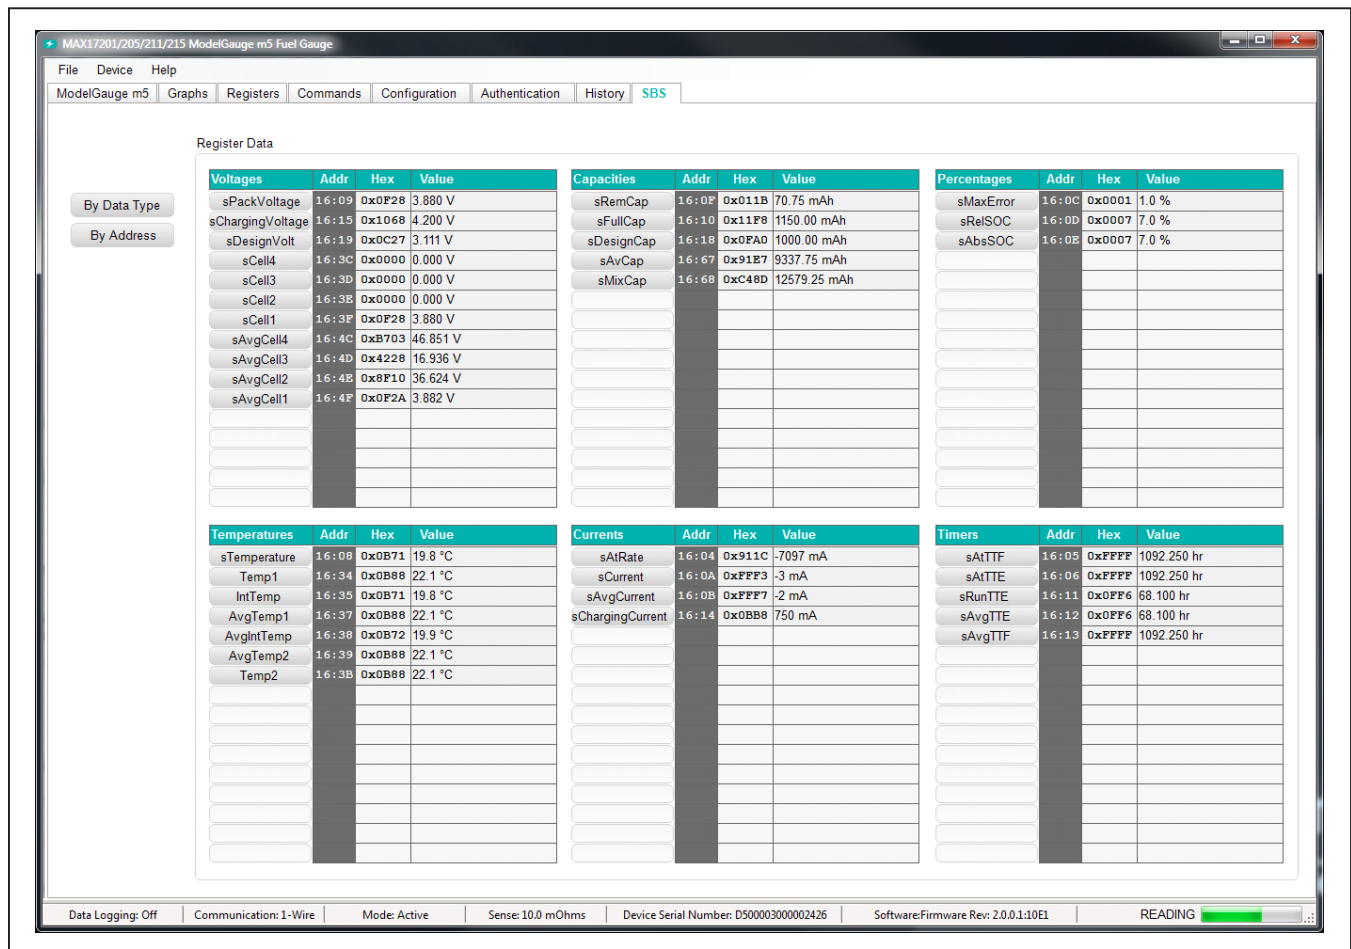 MAX17201/205/211/215 ModelGauge m5 Fuel Gauge
File Device Help
ModelGauge m5 Graphs Registers Commands Configuration Authentication History SBS
Register Data
By Data Type
By Address
Voltages Addr Hex Value
sPackVoltage 16:09 0x0F28 3.880 V
sChargingVoltage 16:15 0x1068 4.200 V
sDesignVolt 16:19 0x0C27 3.111 V
sCell4 16:3C 0x0000 0.000 V
sCell3 16:3D 0x0000 0.000 V
sCell2 16:3E 0x0000 0.000 V
sCell1 16:3F 0x0F28 3.880 V
sAvgCell4 16:4C 0xB703 46.851 V
sAvgCell3 16:4D 0x4228 16.936 V
sAvgCell2 16:4E 0x8F10 36.624 V
sAvgCell1 16:4F 0x0F2A 3.882 V
Capacities Addr Hex Value
sRemCap 16:0F 0x011B 70.75 mAh
sFullCap 16:10 0x11F8 1150.00 mAh
sDesignCap 16:18 0x0FA0 1000.00 mAh
sAvCap 16:67 0x91E7 9337.75 mAh
sMixCap 16:68 0xC48D 12579.25 mAh
Percentages Addr Hex Value
sMaxError 16:0C 0x0001 1.0 %
sRelSOC 16:0D 0x0007 7.0 %
sAbsSOC 16:0E 0x0007 7.0 %
Temperatures Addr Hex Value
sTemperature 16:08 0x0B71 19.8 °C
Temp1 16:34 0x0B88 22.1 °C
IntTemp 16:35 0x0B71 19.8 °C
AvgTemp1 16:37 0x0B88 22.1 °C
AvgIntTemp 16:38 0x0B72 19.9 °C
AvgTemp2 16:39 0x0B88 22.1 °C
Temp2 16:3B 0x0B88 22.1 °C
Currents Addr Hex Value
sAtRate 16:04 0x911C -7097 mA
sCurrent 16:0A 0xFFF3 -3 mA
sAvgCurrent 16:0B 0xFFF7 -2 mA
sChargingCurrent 16:14 0x0BB8 750 mA
Timers Addr Hex Value
sAtTTF 16:05 0xFFFF 1092.250 hr
sAtTTE 16:06 0xFFFF 1092.250 hr
sRunTTE 16:11 0x0FF6 68.100 hr
sAvgTTE 16:12 0x0FF6 68.100 hr
sAvgTTF 16:13 0xFFFF 1092.250 hr
Data Logging: Off Communication: 1-Wire Mode: Active Sense: 10.0 mOhms Device Serial Number: D500003000002426 Software:Firmware Rev: 2.0.0.1:10E1 READING